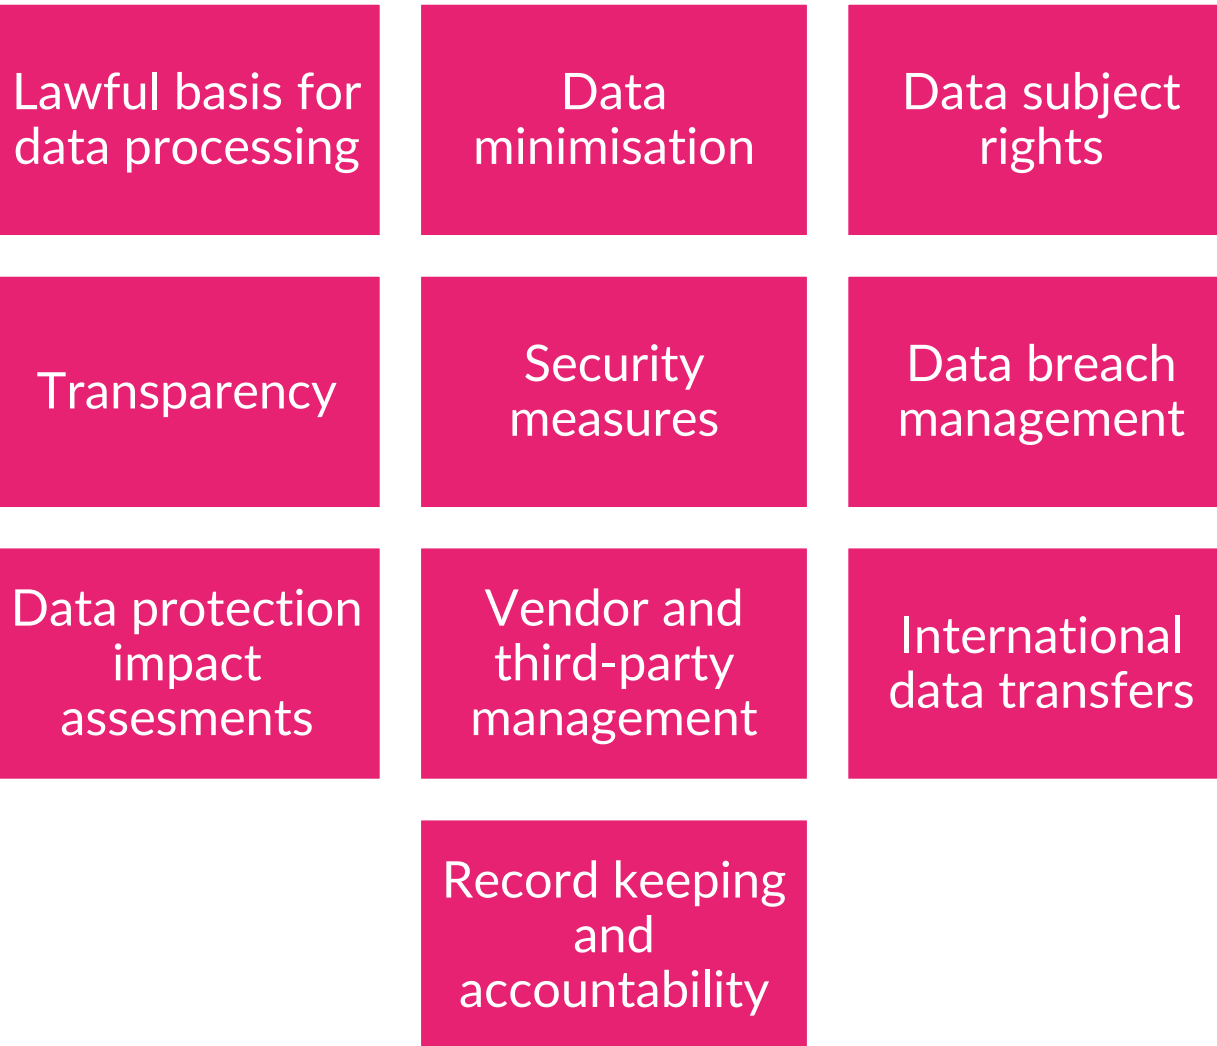 Lawful basis for
data processing
Data
minimisation
Data subject
rights
Transparency
Security
measures
Data breach
management
Data protection
impact
assesments
Vendor and
third-party
management
International
data transfers
Record keeping
and
accountability